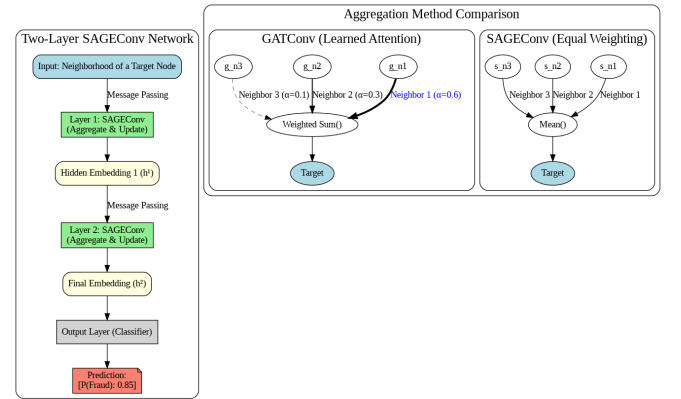 Two-Layer SAGEConv Network
Input: Neighborhood of a Target Node
Message Passing
Layer 1: SAGEConv
(Aggregate & Update)
Hidden Embedding 1 (h¹)
Message Passing
Layer 2: SAGEConv
(Aggregate & Update)
Final Embedding (h²)
Output Layer (Classifier)
Prediction:
[P(Fraud): 0.85]
Aggregation Method Comparison
GATConv (Learned Attention)
g_n3
g_n2
g_n1
Neighbor 3 (α=0.1)
Neighbor 2 (α=0.3)
Neighbor 1 (α=0.6)
Weighted Sum()
Target
SAGEConv (Equal Weighting)
s_n3
s_n2
s_n1
Neighbor 3
Neighbor 2
Neighbor 1
Mean()
Target